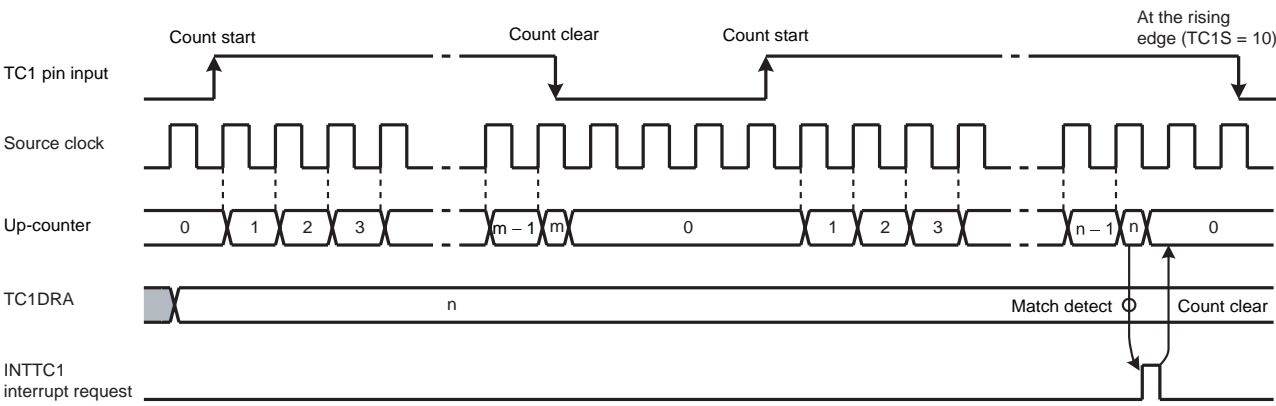 At the rising
edge (TC1S = 10)
Count start
Count clear
Count start
TC1 pin input
Source clock
Up-counter
0 1 2 3 m – 1 m 0 1 2 3 n – 1 n 0
TC1DRA
n
Match detect
Count clear
INTTC1
interrupt request